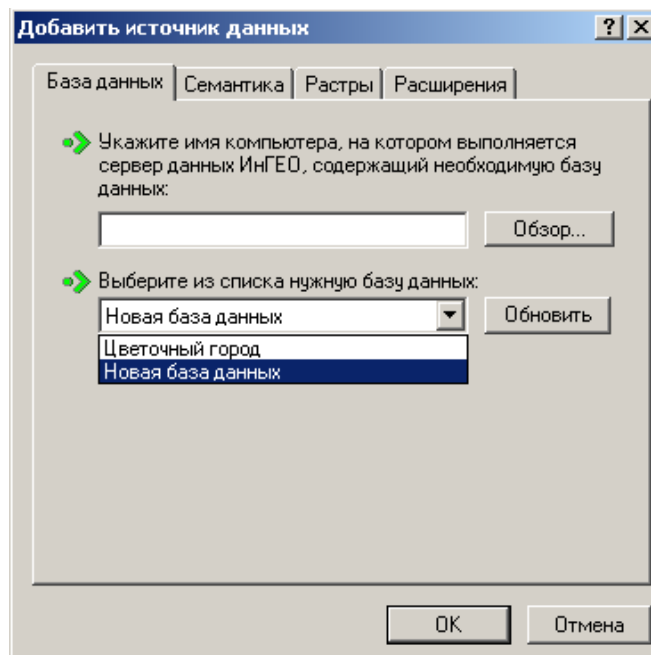 Добавить источник данных
База данных Семантика Растры Расширения
Укажите имя компьютера, на котором выполняется
сервер данных ИнГЕО, содержащий необходимую базу
данных:
Обзор...
Выберите из списка нужную базу данных:
Новая база данных
Обновить
Цветочный город
Новая база данных
OK Отмена